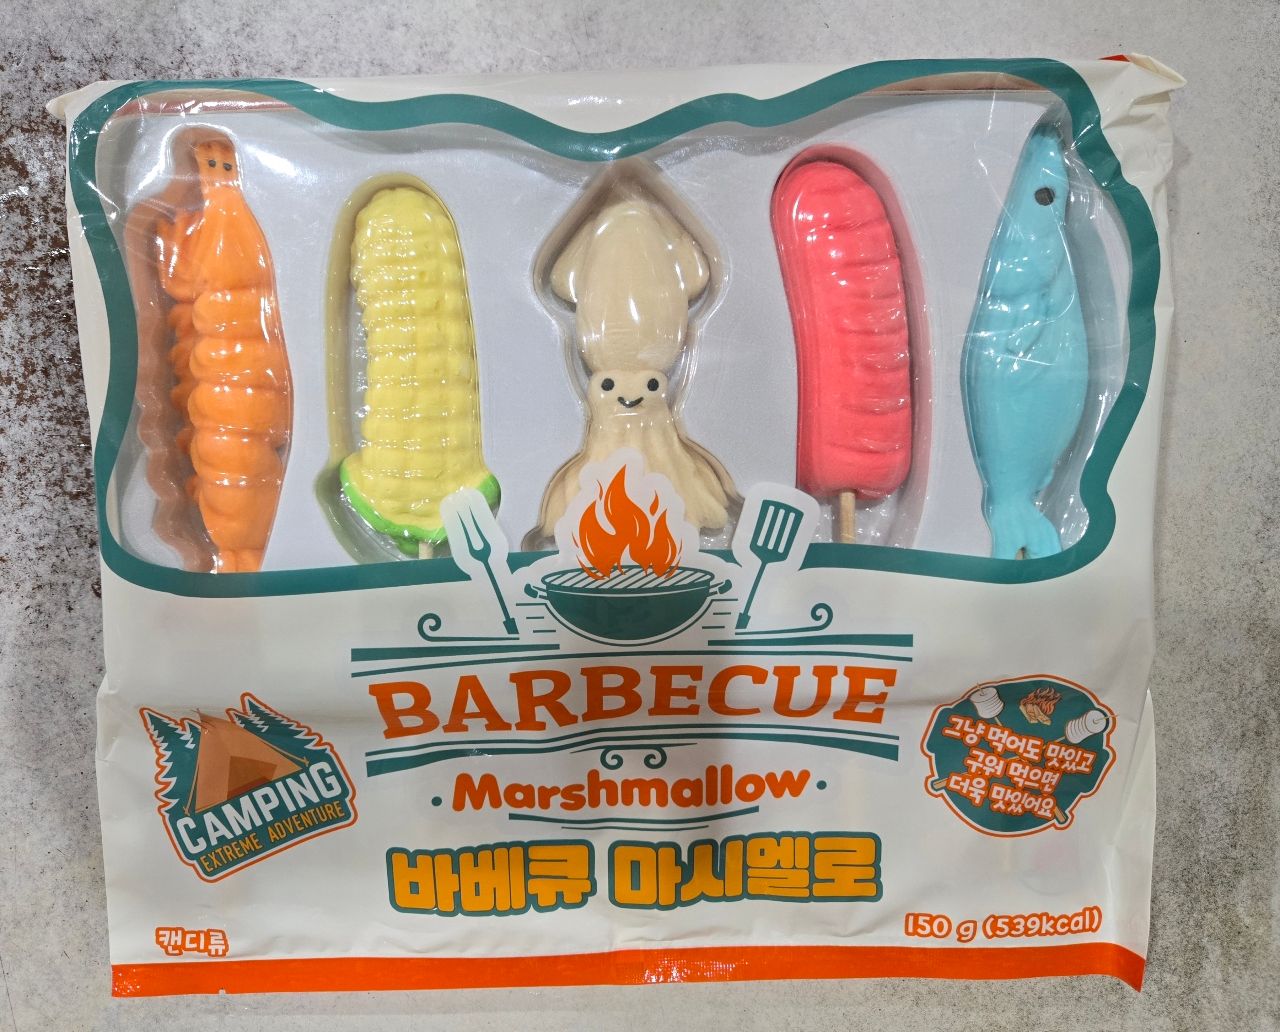 BARBECUE
Marshmallow
바베큐 마시멜로
CAMPING
EXTREME ADVENTURE
그냥 먹어도 맛있고
구워 먹으면
더욱 맛있어요
캔디류
150 g (539kcal)